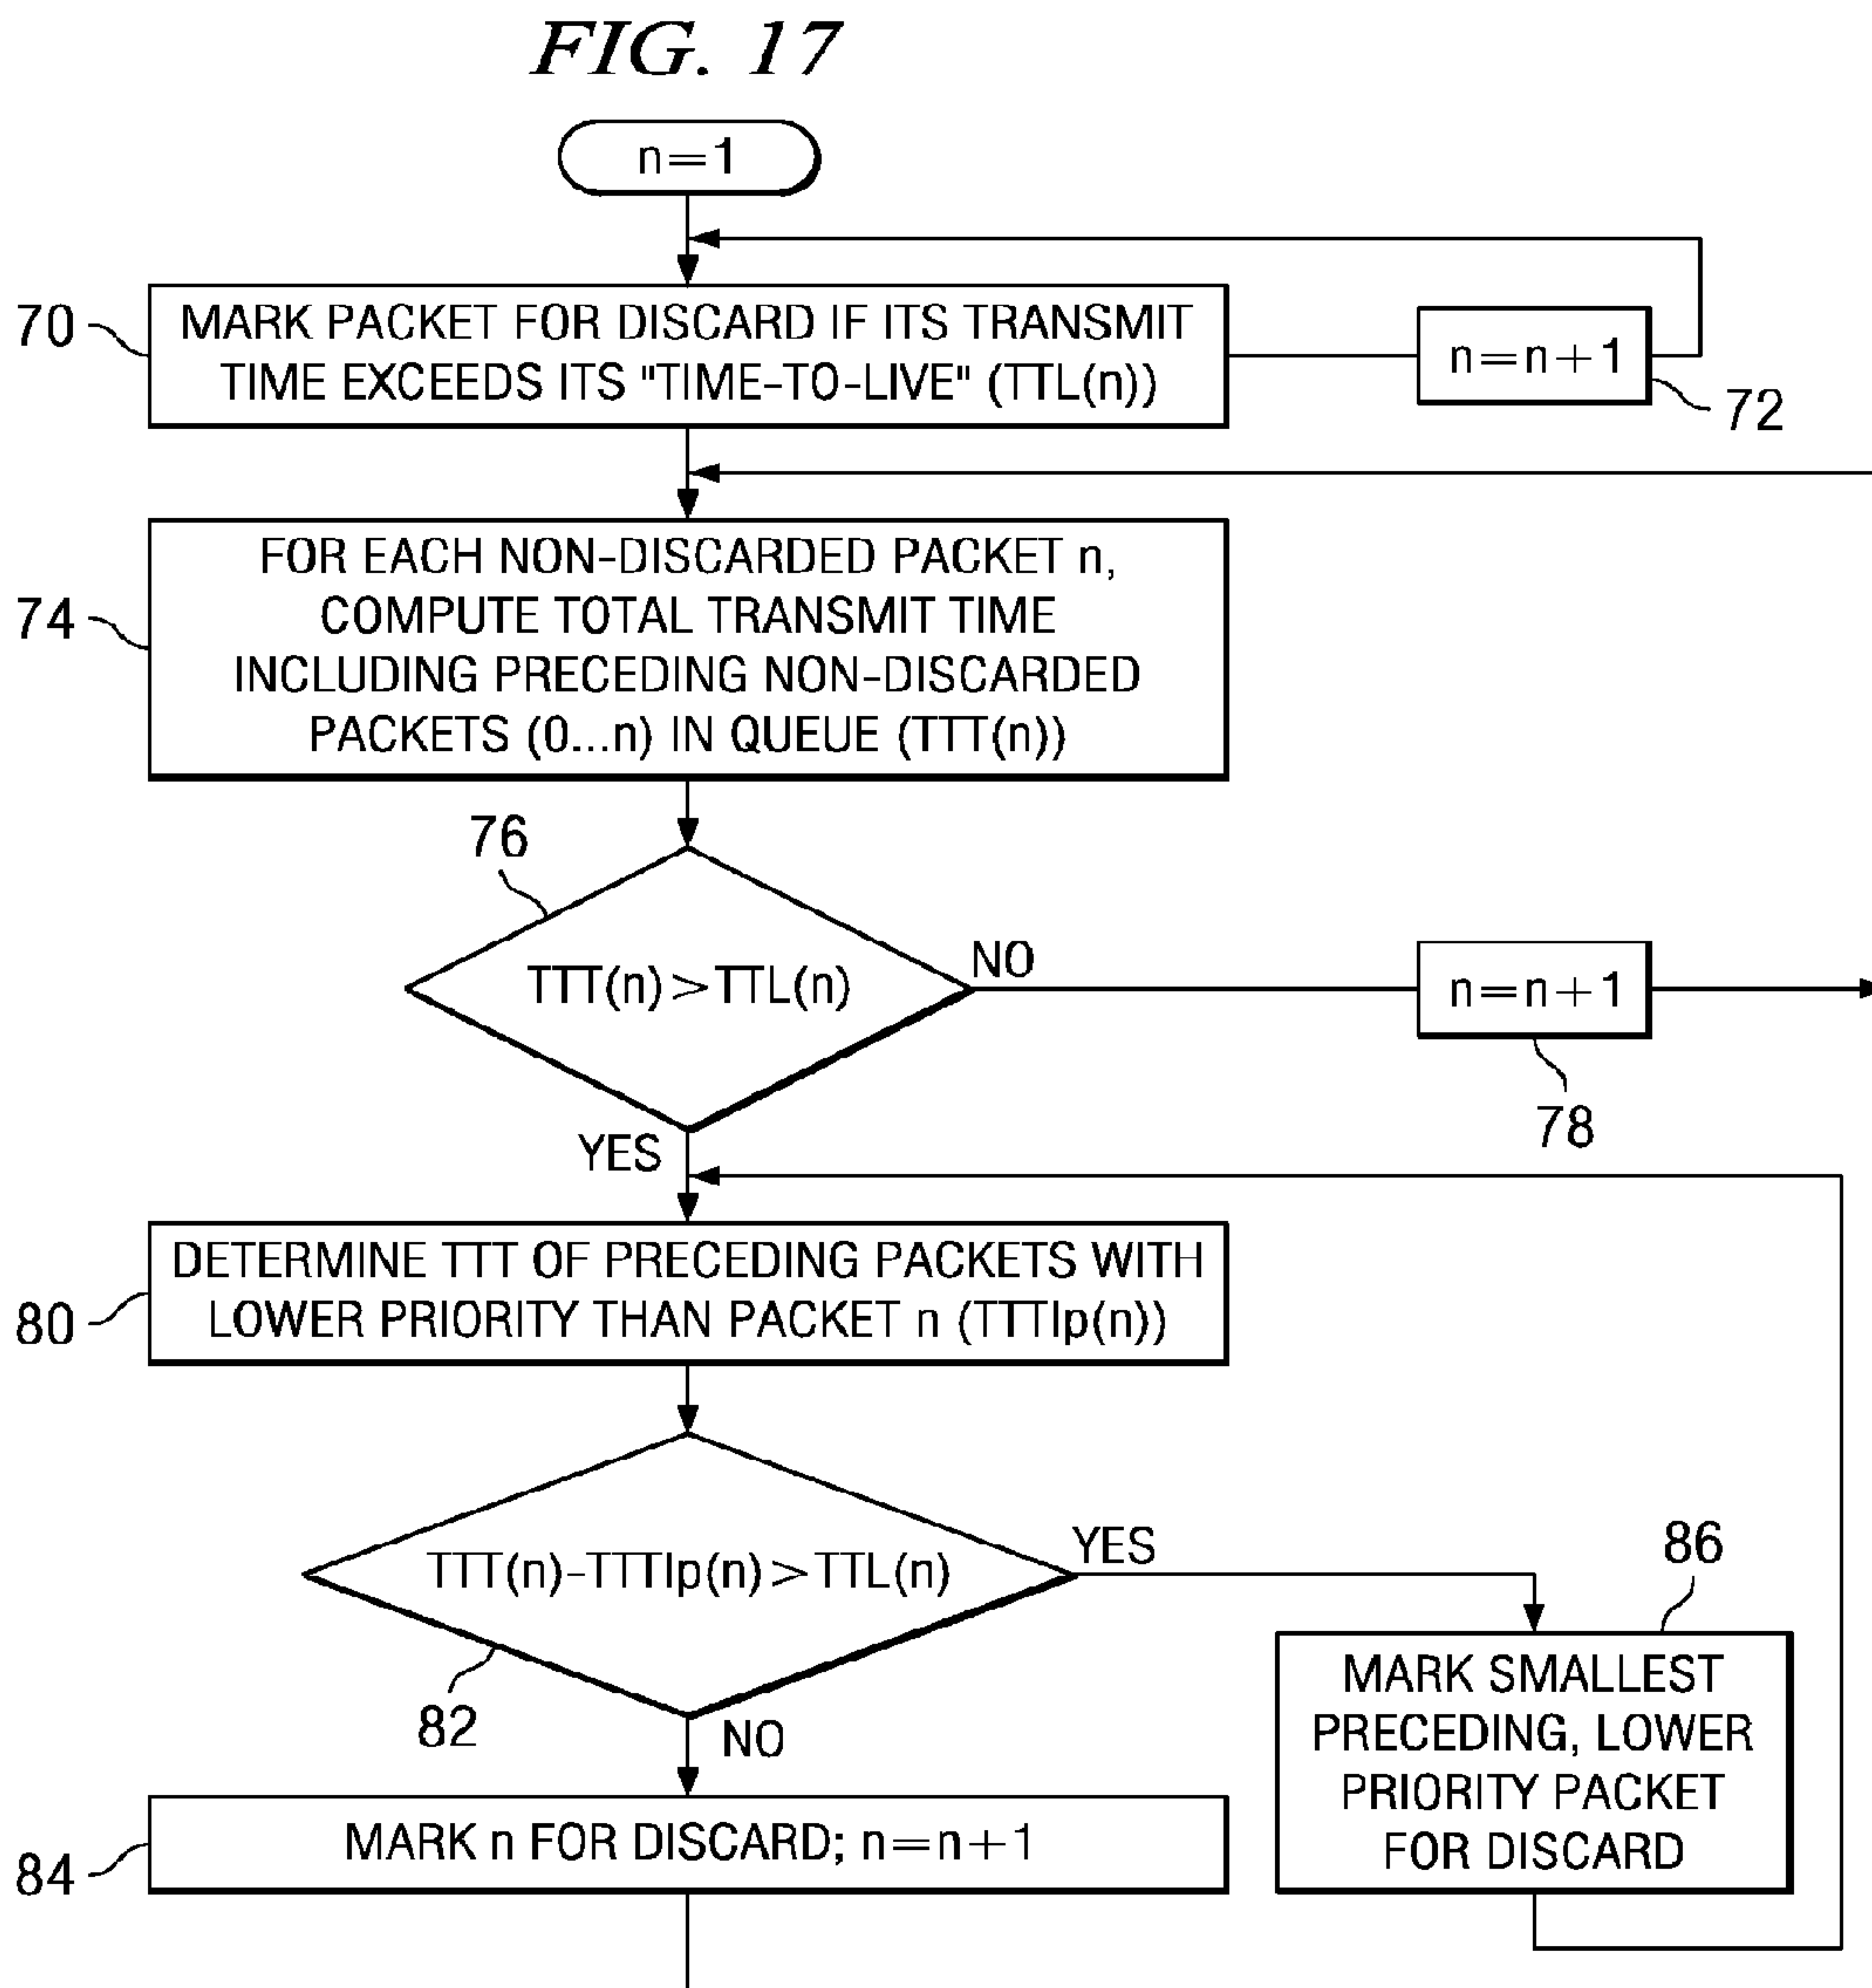 FIG. 17
n=1
70
MARK PACKET FOR DISCARD IF ITS TRANSMIT
TIME EXCEEDS ITS "TIME-TO-LIVE" (TTL(n))
n=n+1
72
74
FOR EACH NON-DISCARDED PACKET n,
COMPUTE TOTAL TRANSMIT TIME
INCLUDING PRECEDING NON-DISCARDED
PACKETS (0...n) IN QUEUE (TTT(n))
76
TTT(n)>TTL(n)
NO
n=n+1
78
YES
80
DETERMINE TTT OF PRECEDING PACKETS WITH
LOWER PRIORITY THAN PACKET n (TTTlp(n))
TTT(n)-TTTlp(n)>TTL(n)
YES
82
NO
86
MARK SMALLEST
PRECEDING, LOWER
PRIORITY PACKET
FOR DISCARD
84
MARK n FOR DISCARD; n=n+1